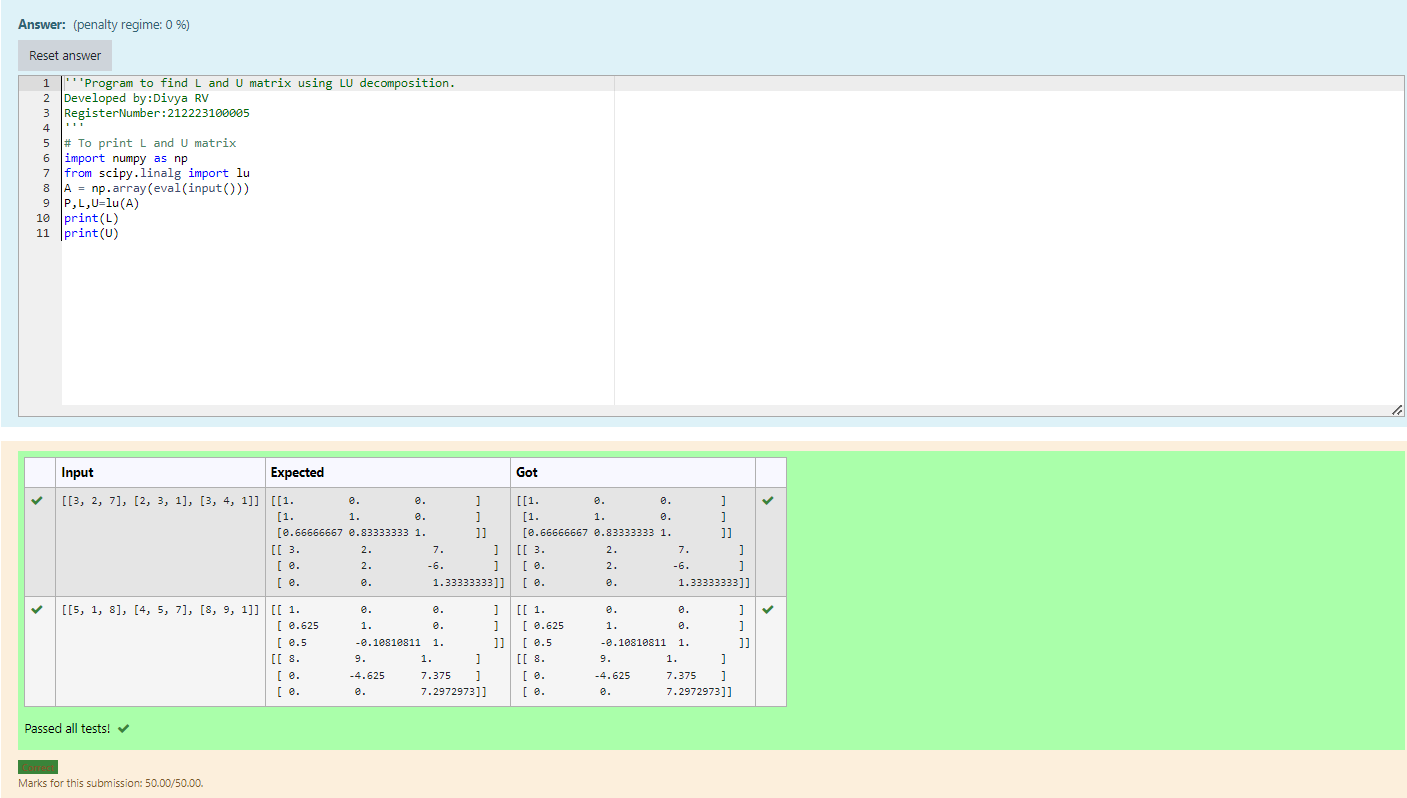 Answer: (penalty regime: 0 %)
Reset answer
1 '''Program to find L and U matrix using LU decomposition.
2 Developed by:Divya RV
3 RegisterNumber:212223100005
4 '''
5 # To print L and U matrix
6 import numpy as np
7 from scipy.linalg import lu
8 A = np.array(eval(input()))
9 P,L,U=lu(A)
10 print(L)
11 print(U)
Input Expected Got
[[3, 2, 7], [2, 3, 1], [3, 4, 1]] [[1. 0. 0. ] [[1. 0. 0. ]
[1. 1. 0. ] [1. 1. 0. ]
[0.66666667 0.83333333 1. ]] [0.66666667 0.83333333 1. ]]
[[ 3. 2. 7. ] [[ 3. 2. 7. ]
[ 0. 2. -6. ] [ 0. 2. -6. ]
[ 0. 0. 1.33333333]] [ 0. 0. 1.33333333]]
[[5, 1, 8], [4, 5, 7], [8, 9, 1]] [[ 1. 0. 0. ] [[ 1. 0. 0. ]
[ 0.625 1. 0. ] [ 0.625 1. 0. ]
[ 0.5 -0.10810811 1. ]] [ 0.5 -0.10810811 1. ]]
[[ 8. 9. 1. ] [[ 8. 9. 1. ]
[ 0. -4.625 7.375 ] [ 0. -4.625 7.375 ]
[ 0. 0. 7.2972973]] [ 0. 0. 7.2972973]]
Passed all tests!
Marks for this submission: 50.00/50.00.